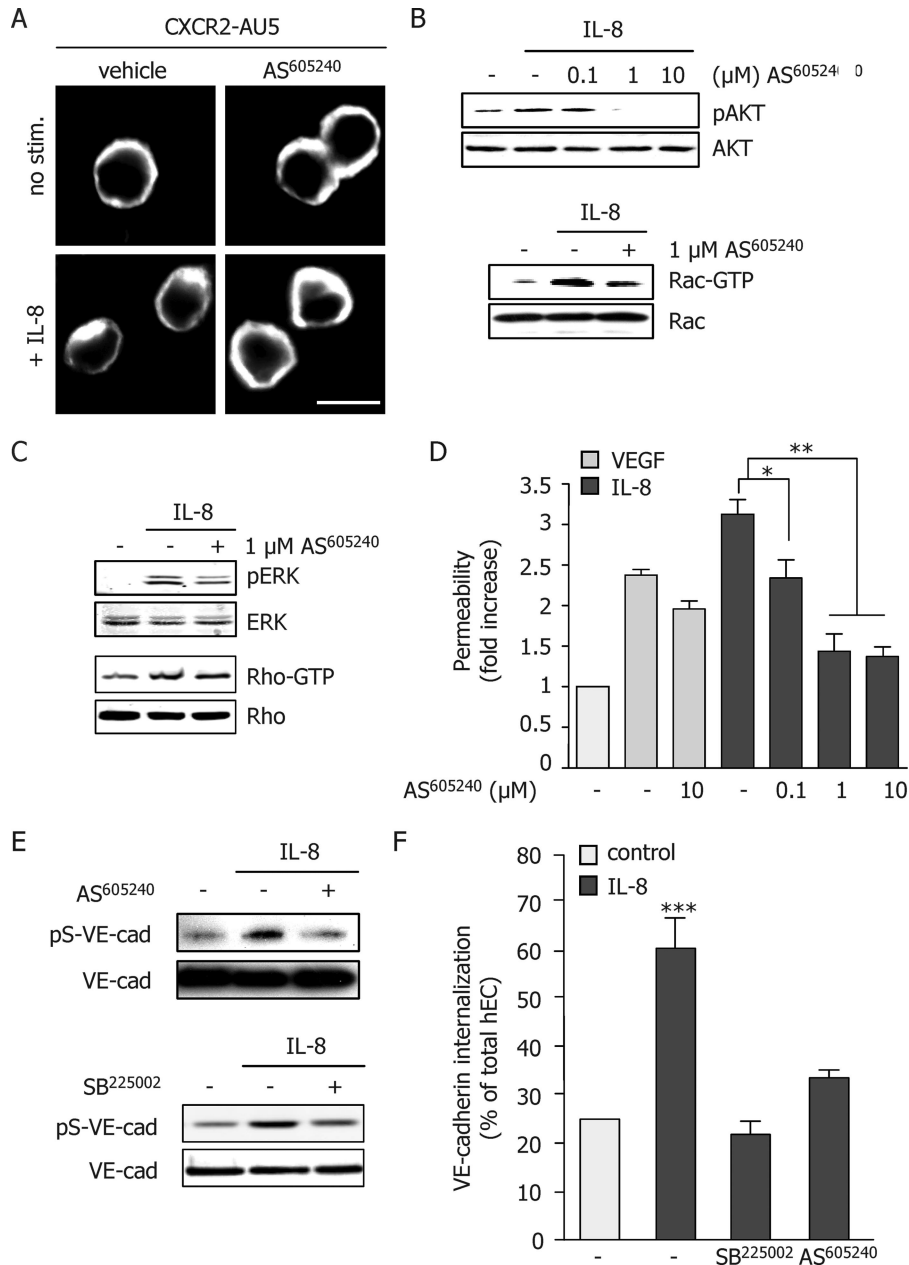 A
CXCR2-AU5
vehicle AS605240
no stim.
+ IL-8
B
IL-8
- - 0.1 1 10 (µM) AS605240 0
pAKT
AKT
IL-8
- - + 1 µM AS605240
Rac-GTP
Rac
C
IL-8
- - + 1 µM AS605240
pERK
ERK
Rho-GTP
Rho
D
VEGF
IL-8
* **
Permeability
(fold increase)
3.5
3
2.5
2
1.5
1
0.5
0
AS605240 (µM) - - 10 - 0.1 1 10
E
IL-8
AS605240 - - +
pS-VE-cad
VE-cad
IL-8
SB225002 - - +
pS-VE-cad
VE-cad
F
control
IL-8
***
VE-cadherin internalization
(% of total hEC)
80
70
60
50
40
30
20
10
0
- - SB225002 AS605240